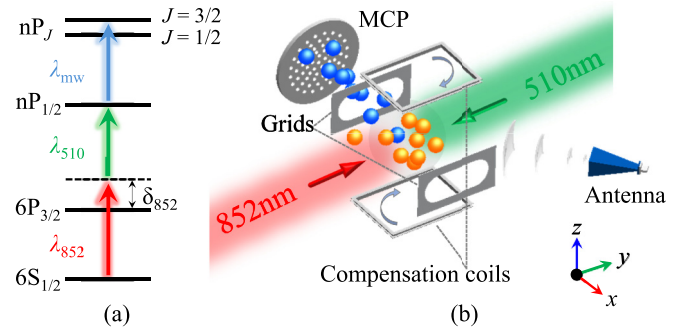 nP_J
J = 3/2
J = 1/2
λ_mw
nP_1/2
λ_510
δ_852
6P_3/2
λ_852
6S_1/2
(a)
MCP
510nm
Grids
852nm
Antenna
Compensation coils
z
y
x
(b)